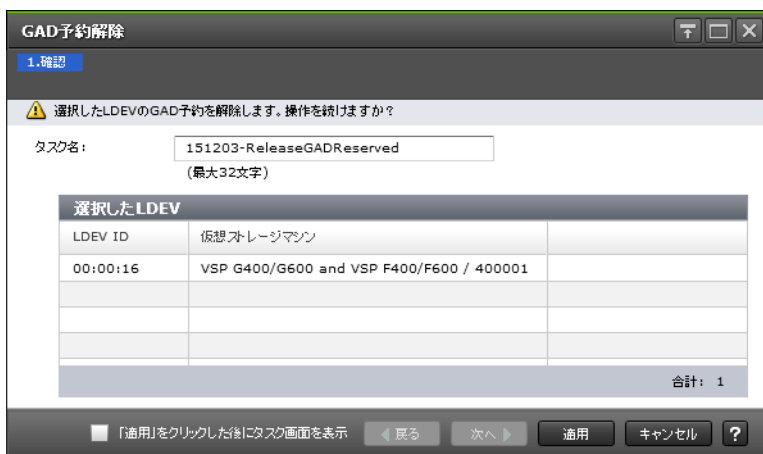 GAD予約解除
1.確認
選択したLDEVのGAD予約を解除します。操作を続けますか?
タスク名: 151203-ReleaseGADReserved
(最大32文字)
選択したLDEV
LDEV ID 仮想ストレージマシン
00:00:16 VSP G400/G600 and VSP F400/F600 / 400001
合計: 1
「適用」をクリックした後にタスク画面を表示 戻る 次へ 適用 キャンセル ?